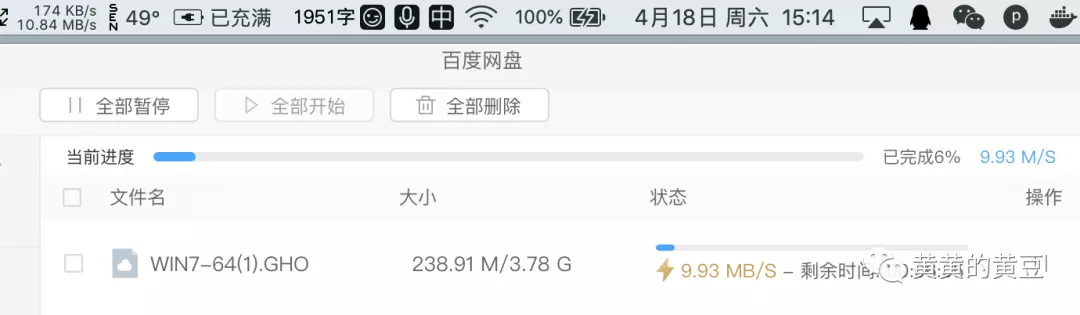 174 KB/s
10.84 MB/s
SEN
49°
已充满
1951字
中
100%
4月18日 周六 15:14
百度网盘
全部暂停
全部开始
全部删除
当前进度
已完成6%
9.93 M/S
文件名
大小
状态
操作
WIN7-64(1).GHO
238.91 M/3.78 G
9.93 MB/S - 剩余时间:
黄黄的黄豆